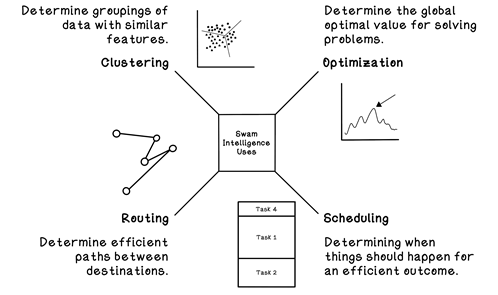 Determine groupings of
data with similar
features.
Clustering
Determine the global
optimal value for solving
problems.
Optimization
Swam
Intelligence
Uses
Routing
Determine efficient
paths between
destinations.
Task 4
Task 1
Task 2
Scheduling
Determining when
things should happen for
an efficient outcome.